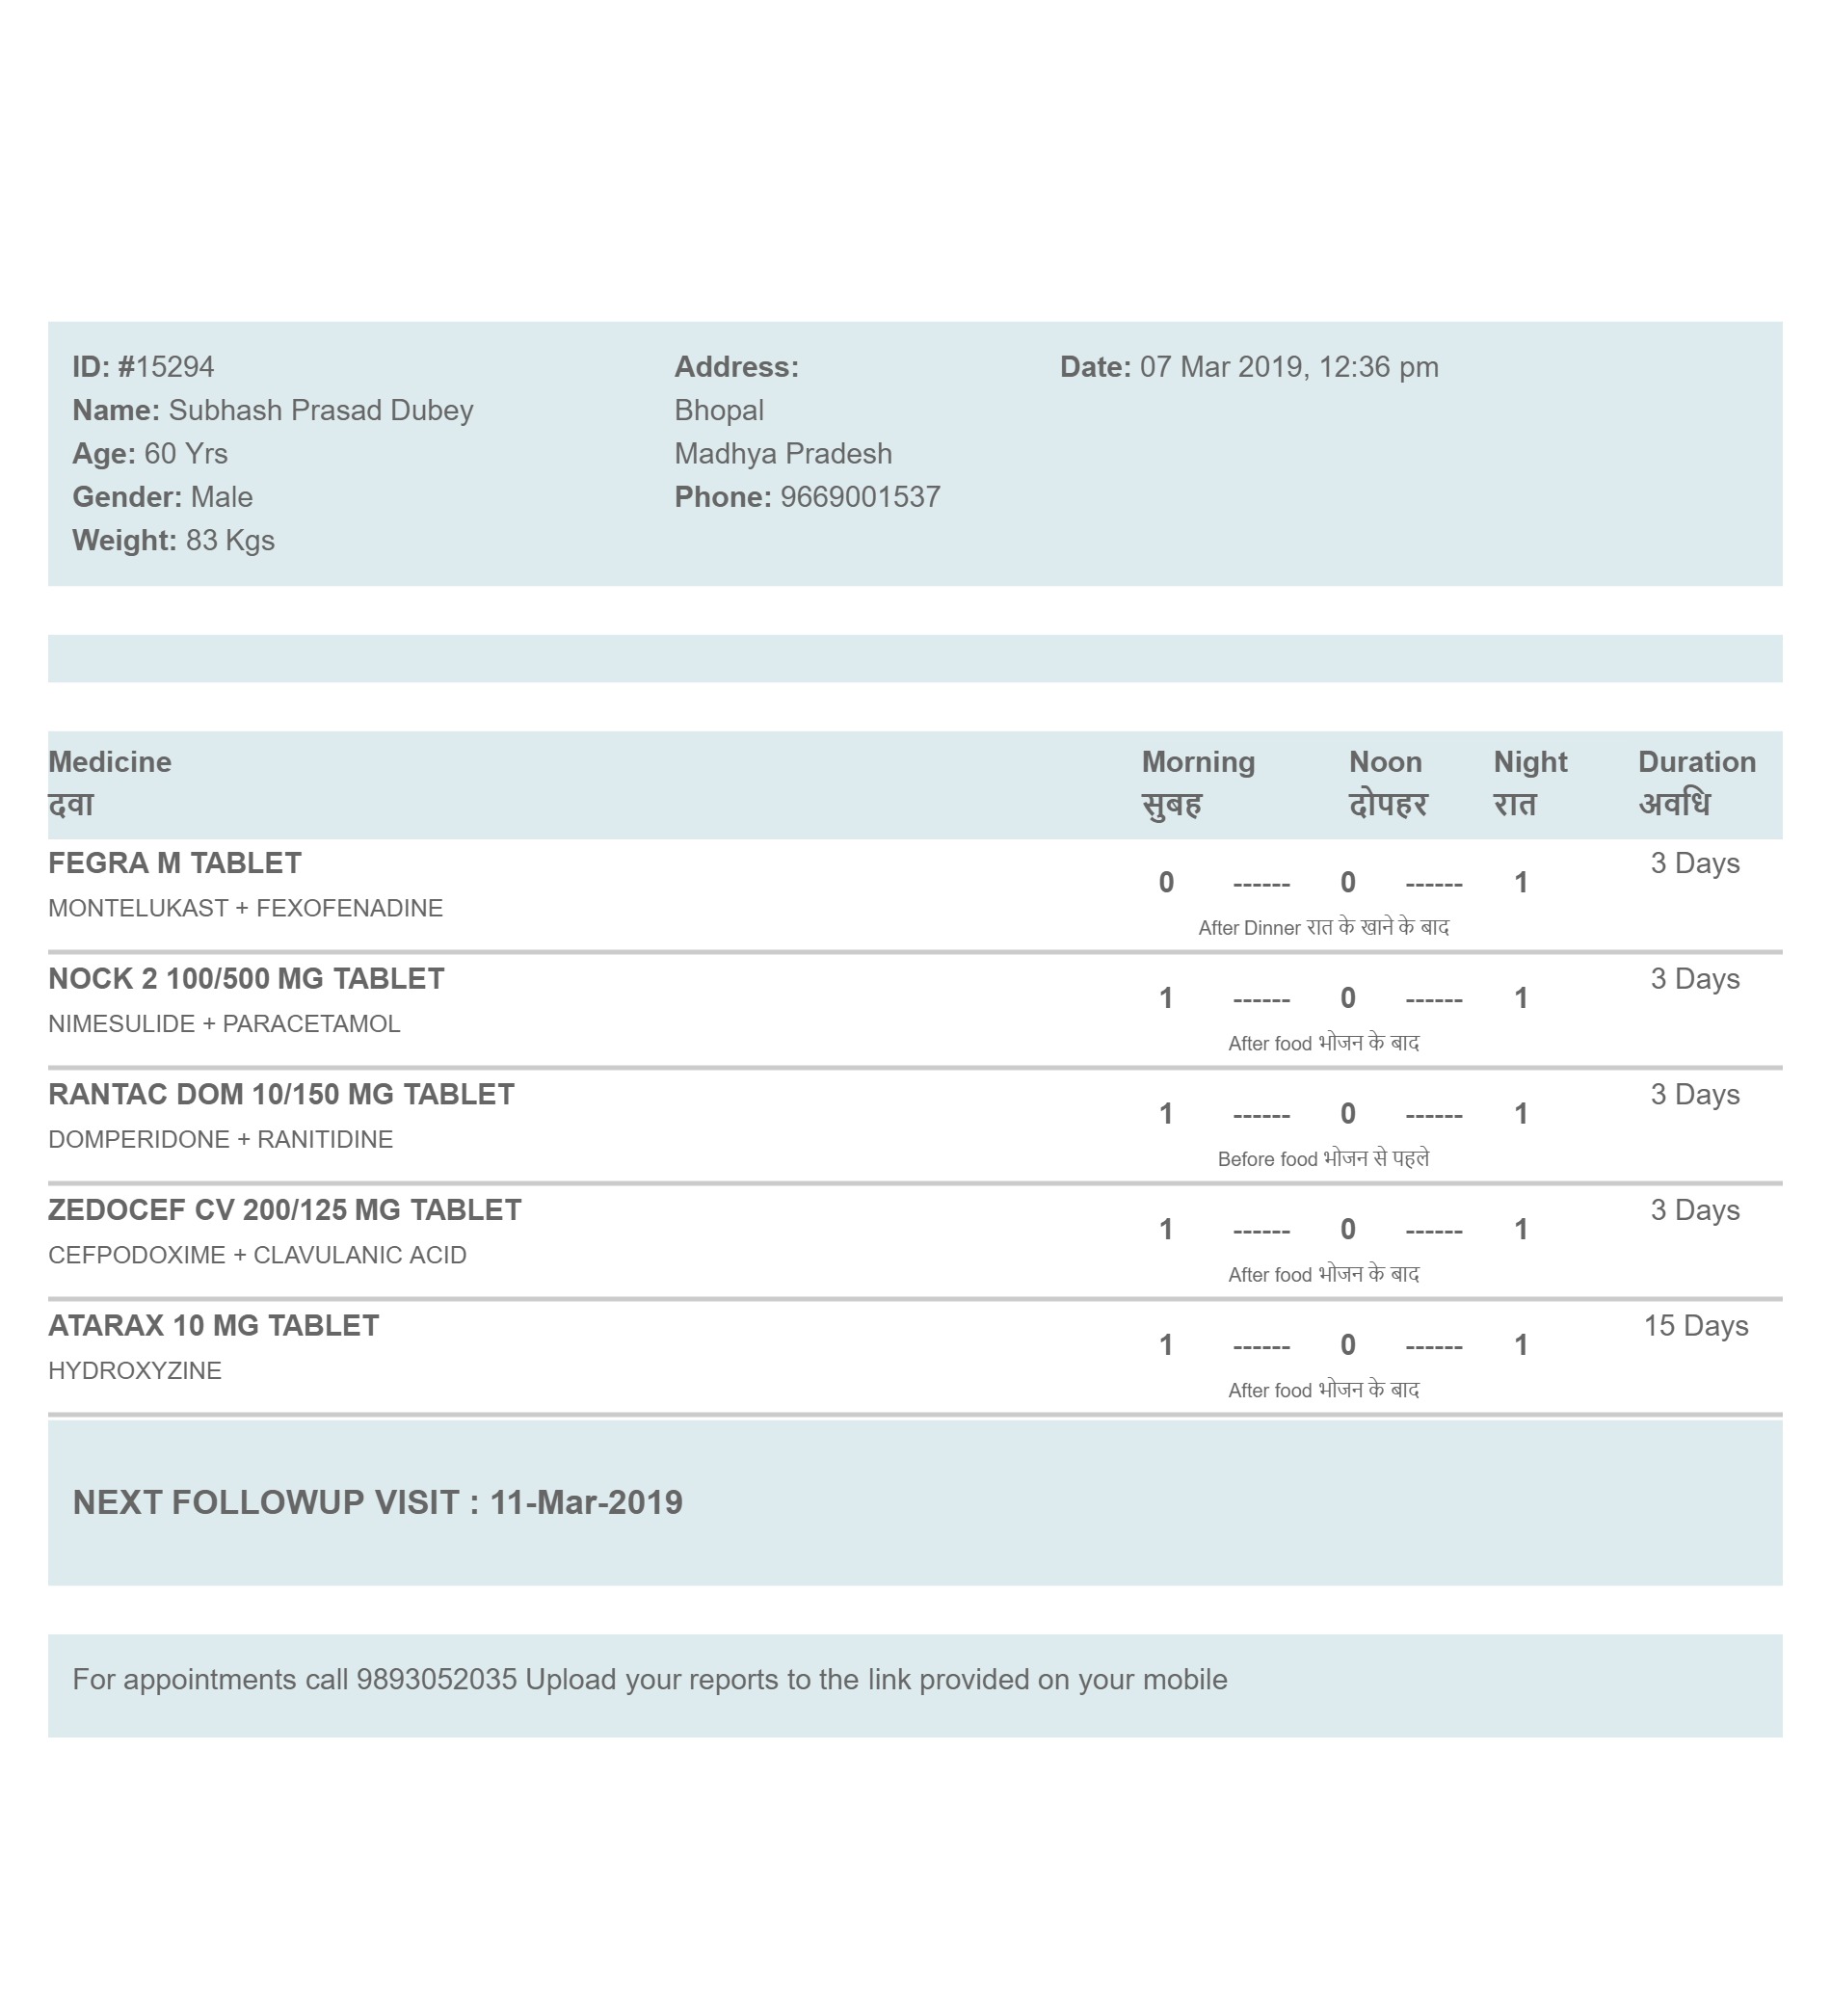 ID: #15294
Name: Subhash Prasad Dubey
Age: 60 Yrs
Gender: Male
Weight: 83 Kgs
Address:
Bhopal
Madhya Pradesh
Phone: 9669001537
Date: 07 Mar 2019, 12:36 pm
Medicine Morning Noon Night Duration
दवा सुबह दोपहर रात अवधि
FEGRA M TABLET 3 Days
0 ------ 0 ------ 1
MONTELUKAST + FEXOFENADINE
After Dinner रात के खाने के बाद
NOCK 2 100/500 MG TABLET 3 Days
1 ------ 0 ------ 1
NIMESULIDE + PARACETAMOL
After food भोजन के बाद
RANTAC DOM 10/150 MG TABLET 3 Days
1 ------ 0 ------ 1
DOMPERIDONE + RANITIDINE
Before food भोजन से पहले
ZEDOCEF CV 200/125 MG TABLET 3 Days
1 ------ 0 ------ 1
CEFPODOXIME + CLAVULANIC ACID
After food भोजन के बाद
ATARAX 10 MG TABLET 15 Days
1 ------ 0 ------ 1
HYDROXYZINE
After food भोजन के बाद
NEXT FOLLOWUP VISIT : 11-Mar-2019
For appointments call 9893052035 Upload your reports to the link provided on your mobile